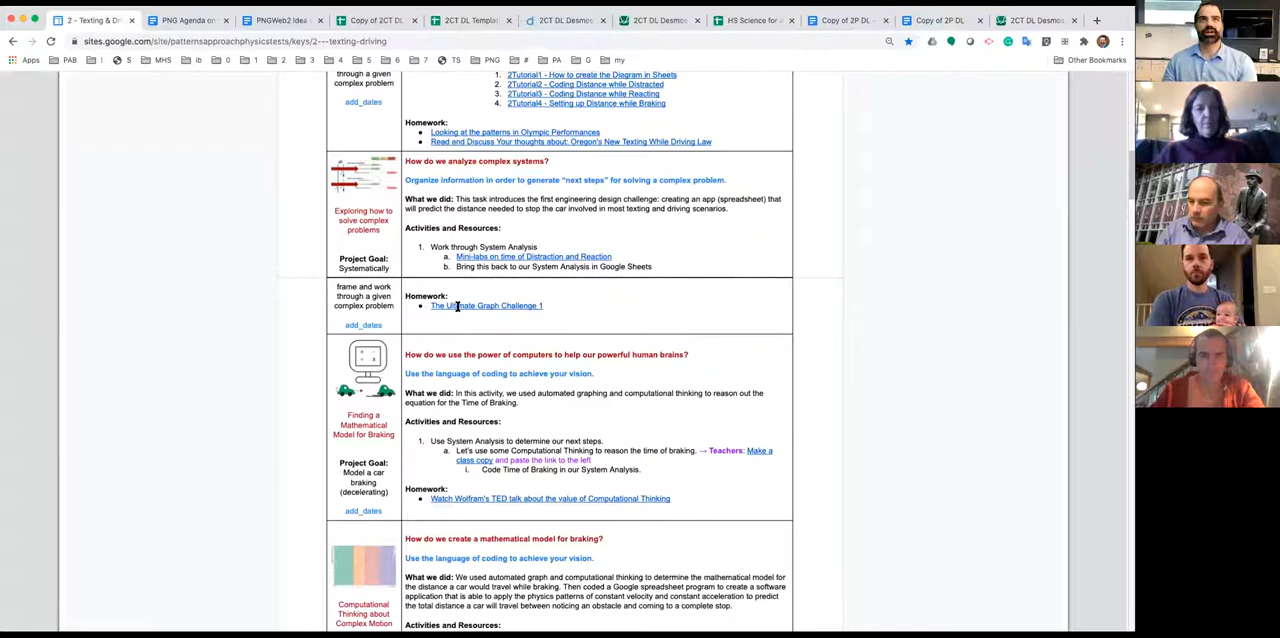 2 - Texting & Dri
PNG Agenda on
PNGWeb2 Idea
Copy of 2CT DL
2CT DL Templa
2CT DL Desmos
2CT DL Desmos
HS Science for A
Copy of 2P DL -
Copy of 2P DL
2CT DL Desmos
sites.google.com/site/patternsapproachphysicstests/keys/2---texting-driving
Apps
PAB
!
S
MHS
ib
0
1
2
3
4
5
6
7
TS
PNG
#
PA
G
my
Other Bookmarks
through a given
complex problem
add_dates
1. 2Tutorial1 - How to create the Diagram in Sheets
2. 2Tutorial2 - Coding Distance while Distracted
3. 2Tutorial3 - Coding Distance while Reacting
4. 2Tutorial4 - Setting up Distance while Braking
Homework:
● Looking at the patterns in Olympic Performances
● Read and Discuss Your thoughts about: Oregon's New Texting While Driving Law
Exploring how to
solve complex
problems
Project Goal:
Systematically
How do we analyze complex systems?
Organize information in order to generate “next steps” for solving a complex problem.
What we did: This task introduces the first engineering design challenge: creating an app (spreadsheet) that
will predict the distance needed to stop the car involved in most texting and driving scenarios.
Activities and Resources:
1. Work through System Analysis
a. Mini-labs on time of Distraction and Reaction
b. Bring this back to our System Analysis in Google Sheets
frame and work
through a given
complex problem
add_dates
Homework:
● The Ultimate Graph Challenge 1
Finding a
Mathematical
Model for Braking
Project Goal:
Model a car
braking
(decelerating)
add_dates
How do we use the power of computers to help our powerful human brains?
Use the language of coding to achieve your vision.
What we did: In this activity, we used automated graphing and computational thinking to reason out the
equation for the Time of Braking.
Activities and Resources:
1. Use System Analysis to determine our next steps.
a. Let's use some Computational Thinking to reason the time of braking. → Teachers: Make a
class copy and paste the link to the left
i. Code Time of Braking in our System Analysis.
Homework:
● Watch Wolfram's TED talk about the value of Computational Thinking
Computational
Thinking about
Complex Motion
How do we create a mathematical model for braking?
Use the language of coding to achieve your vision.
What we did: We used automated graph and computational thinking to determine the mathematical model for
the distance a car would travel while braking. Then coded a Google spreadsheet program to create a software
application that is able to apply the physics patterns of constant velocity and constant acceleration to predict
the total distance a car will travel between noticing an obstacle and coming to a complete stop.
Activities and Resources: